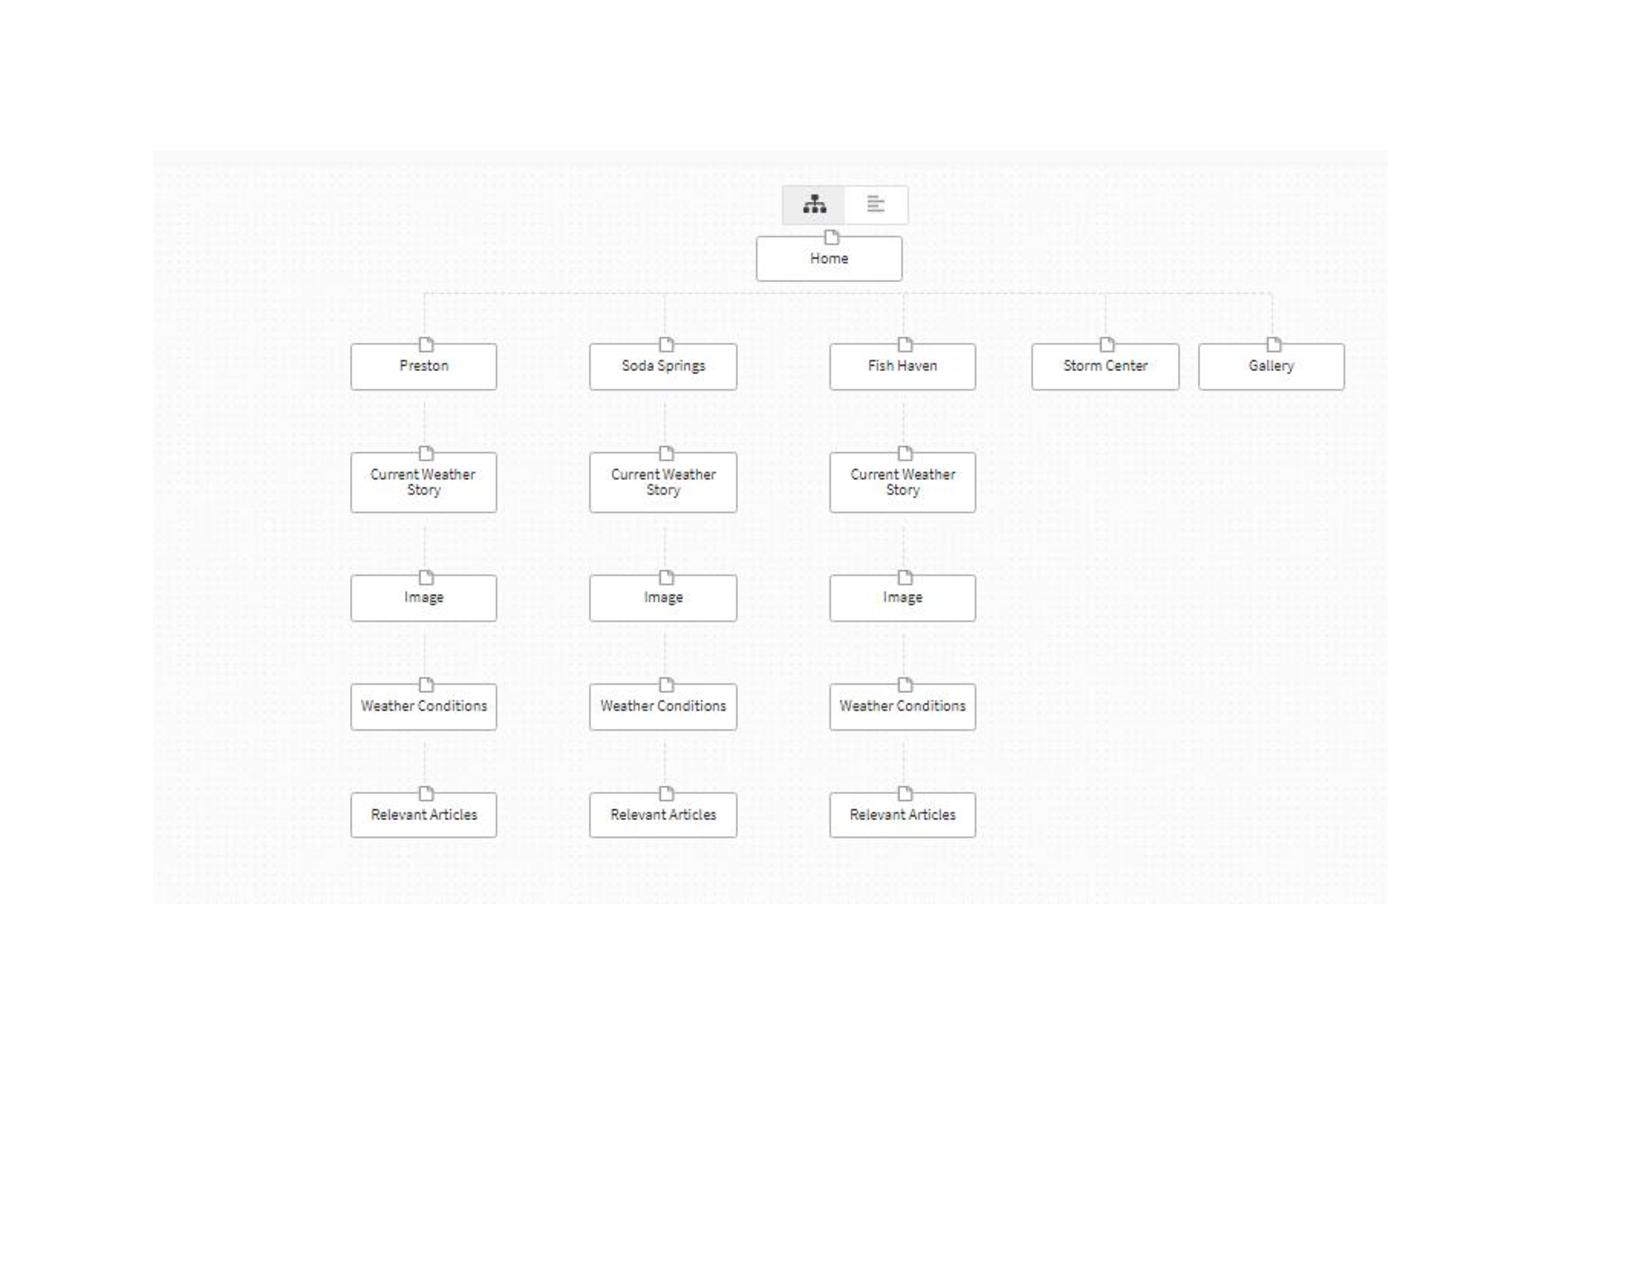 Home
Preston
Soda Springs
Fish Haven
Storm Center
Gallery
Current Weather
Story
Current Weather
Story
Current Weather
Story
Image
Image
Image
Weather Conditions
Weather Conditions
Weather Conditions
Relevant Articles
Relevant Articles
Relevant Articles